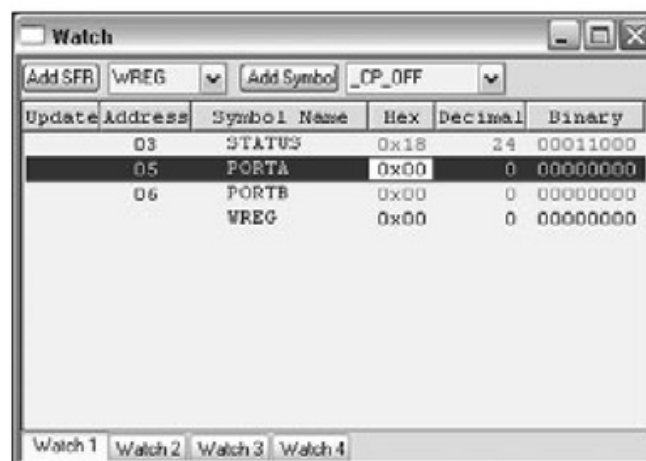 Watch
Add SFR WREG Add Symbol _CP_OFF
Update Address Symbol Name Hex Decimal Binary
03 STATUS 0x18 24 00011000
05 PORTA 0x00 0 00000000
06 PORTB 0x00 0 00000000
WREG 0x00 0 00000000
Watch 1 Watch 2 Watch 3 Watch 4